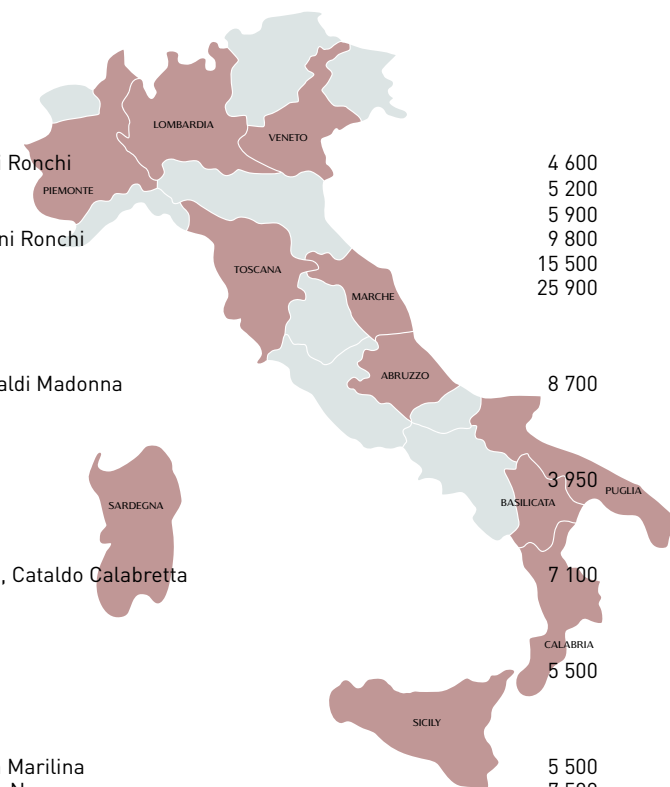 LOMBARDIA
VENETO
i Ronchi 4 600
PIEMONTE 5 200
5 900
ni Ronchi 9 800
15 500
TOSCANA
25 900
MARCHE
ABRUZZO
aldi Madonna 8 700
3 950
PUGLIA
BASILICATA
SARDEGNA
, Cataldo Calabretta 7 100
CALABRIA
5 500
SICILY
Marilina 5 500